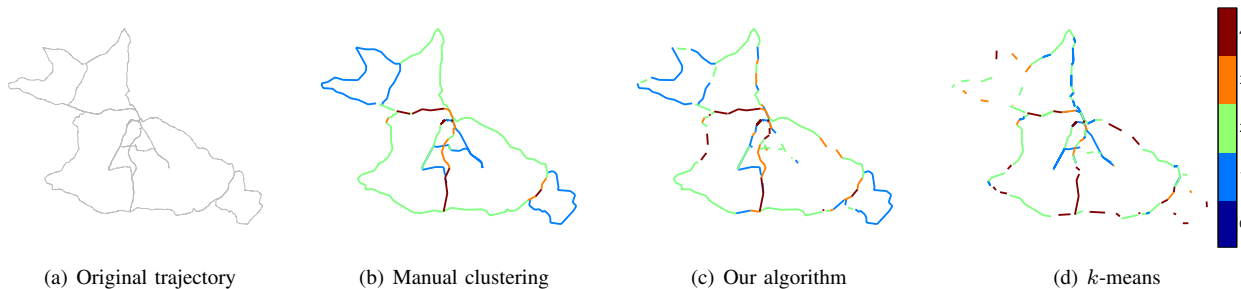 (a) Original trajectory
(b) Manual clustering
(c) Our algorithm
(d) k-means